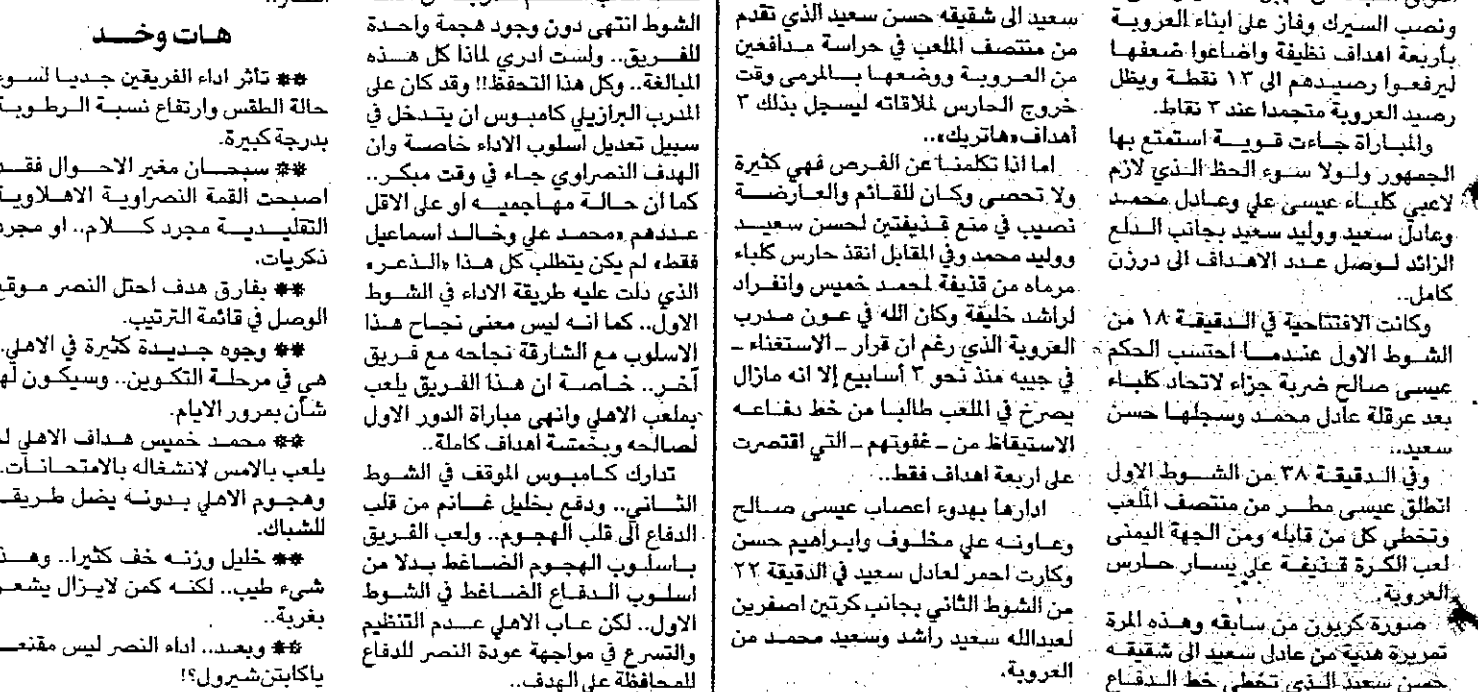 ونصب السيرك وفاز على ابناء العروبة
بأربعة اهداف نظيفة واضاعوا ضعفها
ليرفعوا رصيدهم الى ١٣ نقطة ويظل
رصيد العروبة متجمدا عند ٣ نقاط.
والمباراة جاءت قوية استمتع بها
الجمهور ولولا سوء الحظ الذي لازم
لاعبي كلباء عيسى علي وعادل محمد
وعادل سعيد ووليد سعيد بجانب الدلع
الزائد لوصل عدد الاهداف الى درزن
كامل..
وكانت الافتتاحية في الدقيقة ١٨ من
الشوط الاول عندما احتسب الحكم
عيسى صالح ضربة جزاء لاتحاد كلباء
بعد عرقلة عادل محمد وسجلها حسن
سعيد..
وفي الدقيقة ٣٨ من الشوط الاول
انطلق عيسى مطر من منتصف الملعب
وتخطى كل من قابله ومن الجهة اليمنى
لعب الكرة قذيفة على يسار حارس
العروبة.
صورة كربون من سابقه وهذه المرة
تمريرة هدية من عادل سعيد الى شقيقه
حسن سعيد الذي تخطى خط الدفاع
سعيد الى شقيقه حسن سعيد الذي تقدم
من منتصف الملعب في حراسة مدافعين
من العروبة ووضعها بالمرمى وقت
خروج الحارس لملاقاته ليسجل بذلك ٣
أهداف «هاتريك»..
اما اذا تكلمنا عن الفرص فهي كثيرة
ولا تحصى وكان للقائم والعارضة
نصيب في منع قذيفتين لحسن سعيد
ووليد محمد وفي المقابل انقذ حارس كلباء
مرماه من قذيفة لمحمد خميس وانفراد
لراشد خليفة وكان الله في عون مدرب
العروبة الذي رغم ان قرار ــ الاستغناء ــ
في جيبه منذ نحو ٣ أسابيع إلا انه مازال
يصرخ في الملعب طالبا من خط دفاعه
الاستيقاظ من ــ غفوتهم ــ التي اقتصرت
على اربعة اهداف فقط..
ادارها بهدوء اعصاب عيسى صالح
وعاونه علي مخلوف وابراهيم حسن
وكارت احمر لعادل سعيد في الدقيقة ٢٢
من الشوط الثاني بجانب كرتين اصفرين
لعبدالله سعيد راشد وسعيد محمد من
العروبة.
الشوط انتهى دون وجود هجمة واحدة
للفريق.. ولست ادري لماذا كل هذه
المبالغة.. وكل هذا التحفظ!! وقد كان على
المدرب البرازيلي كامبوس ان يتدخل في
سبيل تعديل اسلوب الاداء خاصة وان
الهدف النصراوي جاء في وقت مبكر..
كما أن حالة مهاجميه او على الاقل
عددهم «محمد علي وخالد اسماعيل
فقط» لم يكن يتطلب كل هذا «الذعر»
الذي دلت عليه طريقة الاداء في الشوط
الاول.. كما انه ليس معنى نجاح هذا
الاسلوب مع الشارقة نجاحه مع فريق
آخر.. خاصة ان هذا الفريق يلعب
بملعب الاهلي وانهى مباراة الدور الاول
لصالحه وبخمسة اهداف كاملة..
تدارك كامبوس الموقف في الشوط
الثاني.. ودفع بخليل غانم من قلب
الدفاع الى قلب الهجوم.. ولعب الفريق
باسلوب الهجوم الضاغط بدلا من
اسلوب الدفاع الضاغط في الشوط
الاول.. لكن عاب الاهلي عدم التنظيم
والتسرع في مواجهة عودة النصر للدفاع
للمحافظة على الهدف..
هات وخد
** تأثر اداء الفريقين جديا لسوء
حالة الطقس وارتفاع نسبة الرطوبة
بدرجة كبيرة.
** سبحان مغير الاحوال فقد
اصبحت القمة النصراوية الاهلاوية
التقليدية مجرد كلام.. او مجرد
ذكريات.
** بفارق هدف احتل النصر موقع
الوصل في قائمة الترتيب.
** وجوه جديدة كثيرة في الاهلي.
هي في مرحلة التكوين.. وسيكون لها
شأن بمرور الايام.
** محمد خميس هداف الاهلي لم
يلعب بالامس لانشغاله بالامتحانات.
وهجوم الاهلي بدونه يضل طريقه
للشباك.
** خليل وزنه خف كثيرا.. وهذا
شيء طيب.. لكنه كمن لايزال يشعر
بغربة..
** وبعد.. اداء النصر ليس مقنعا
ياكابتن شيرول؟!